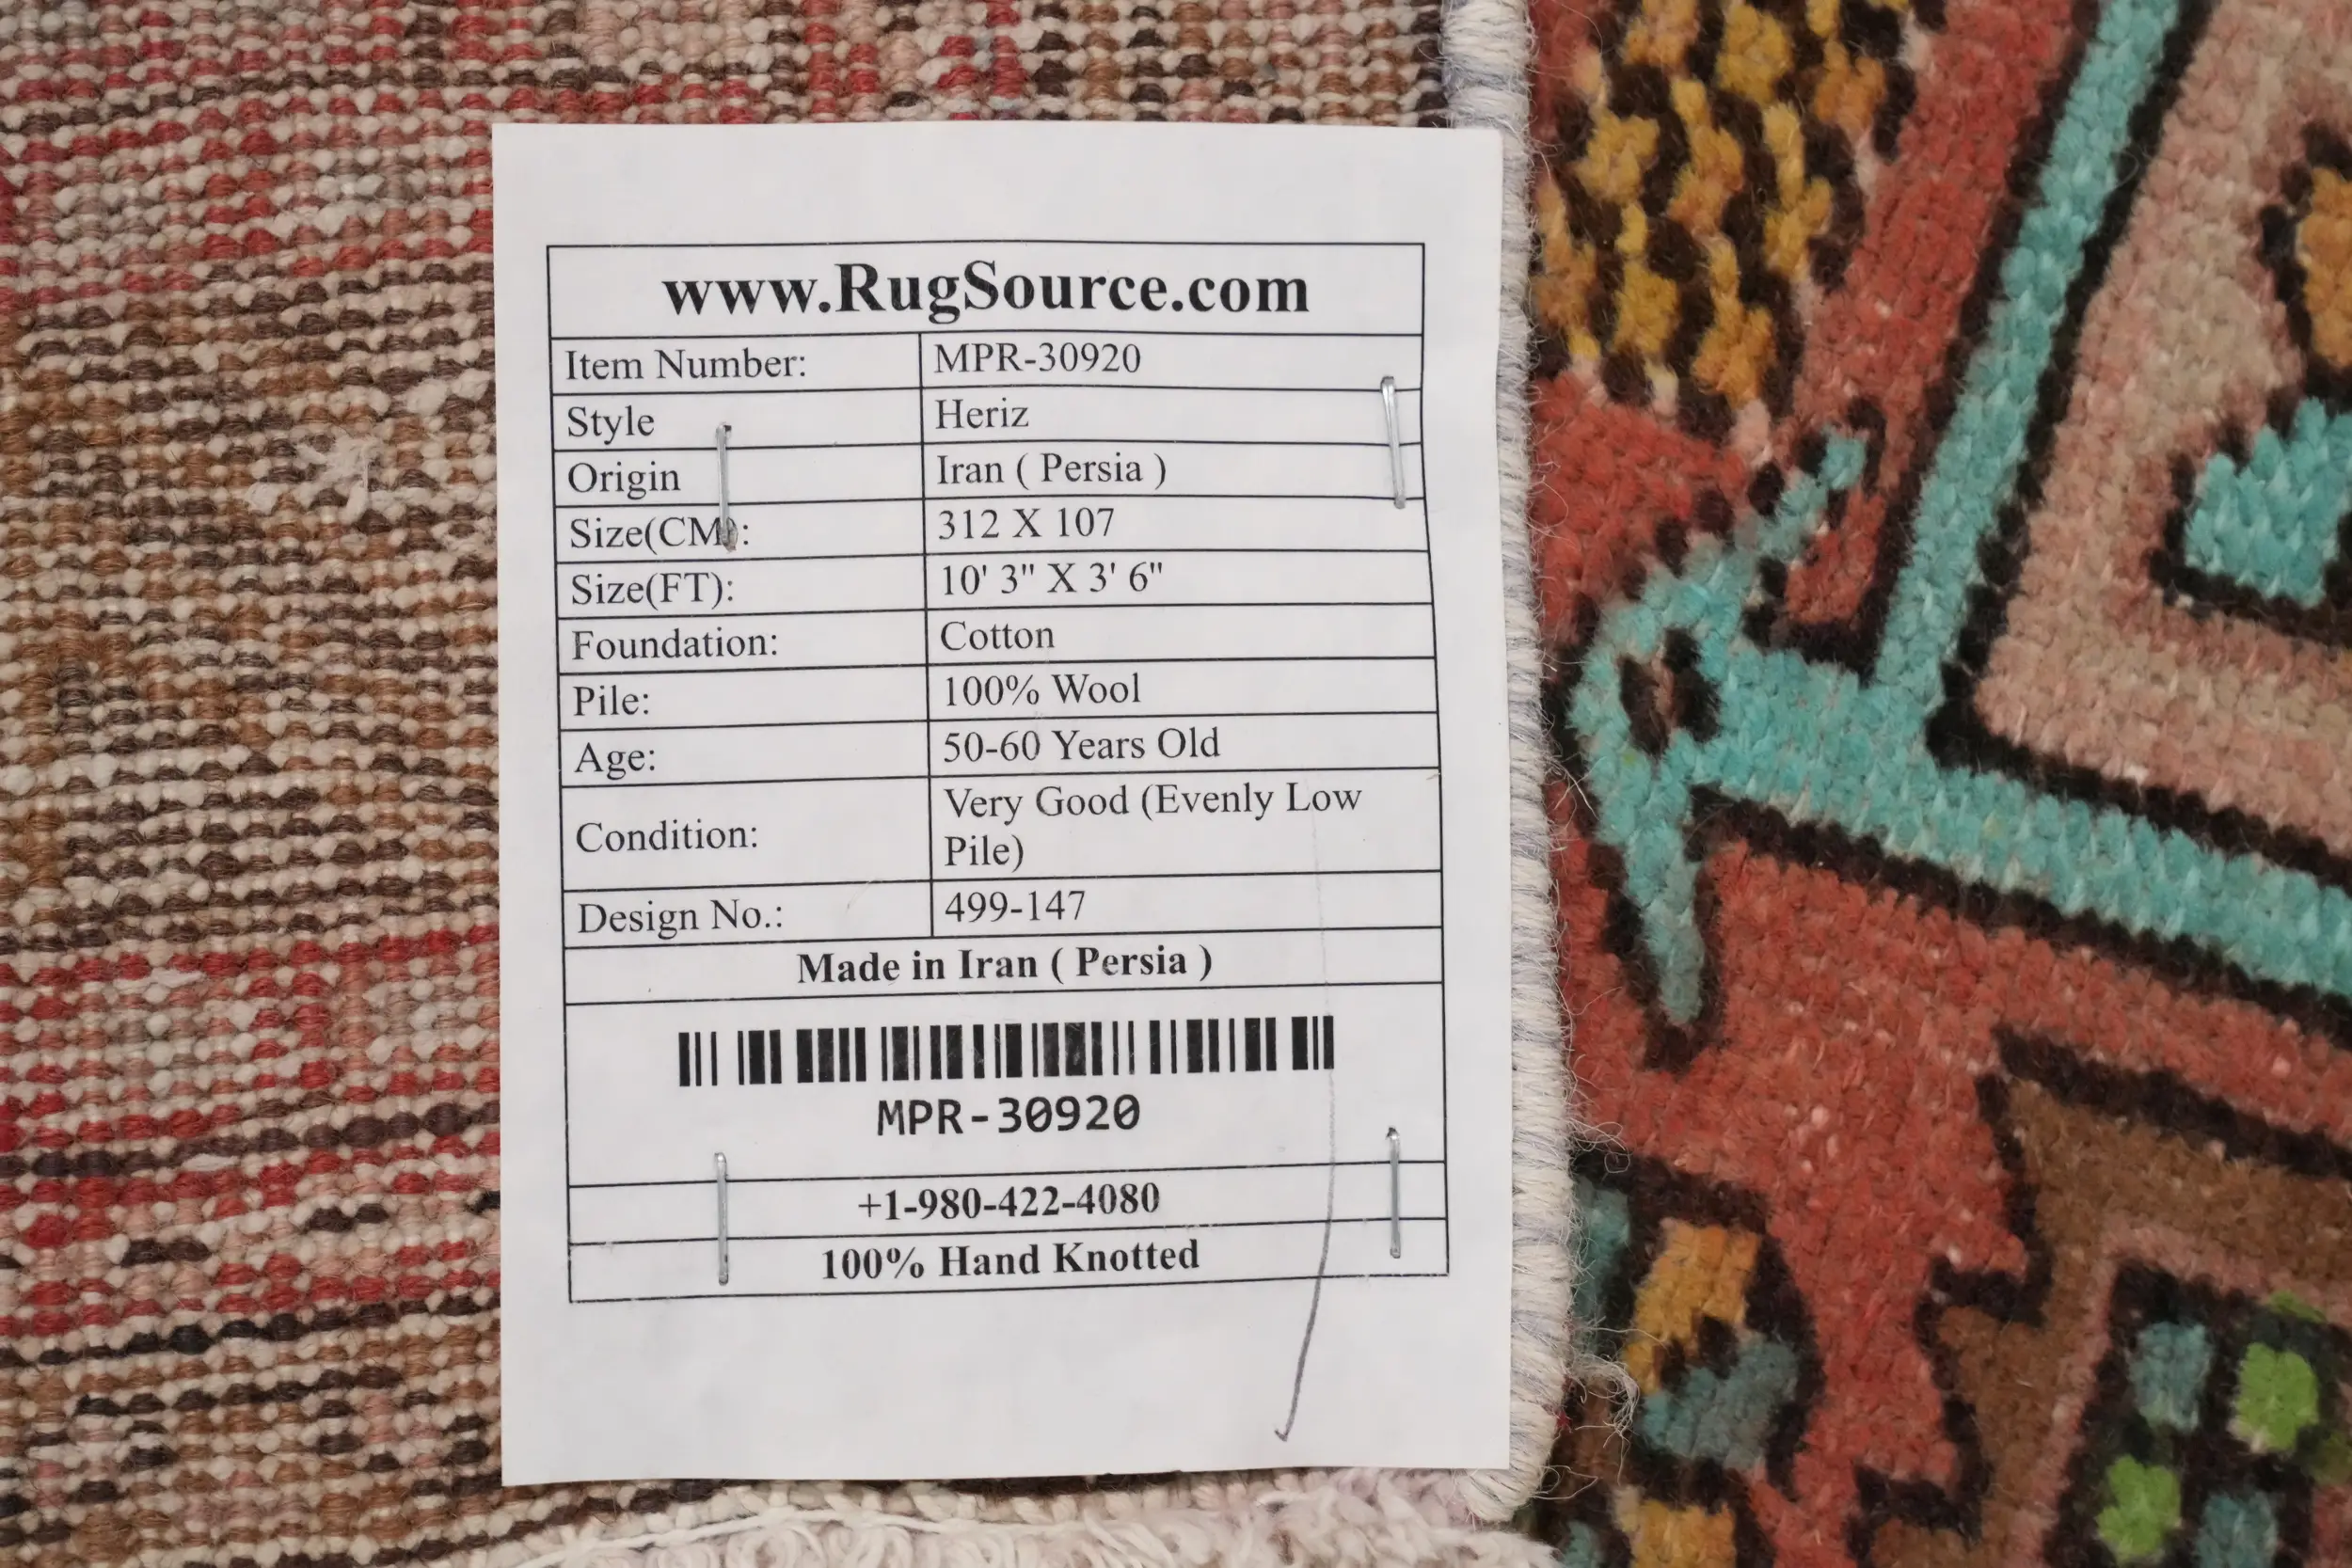 www.RugSource.com
Item Number: MPR-30920
Style Heriz
Origin Iran ( Persia )
Size(CM): 312 X 107
Size(FT): 10' 3" X 3' 6"
Foundation: Cotton
Pile: 100% Wool
Age: 50-60 Years Old
Condition: Very Good (Evenly Low
Pile)
Design No.: 499-147
Made in Iran ( Persia )
MPR-30920
+1-980-422-4080
100% Hand Knotted